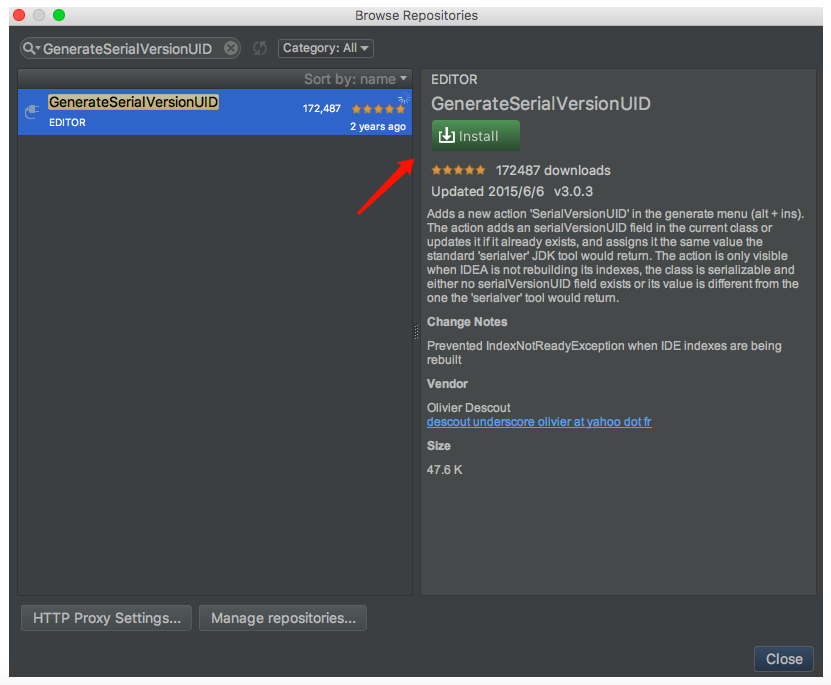 Browse Repositories
GenerateSerialVersionUID
Category: All
Sort by: name
GenerateSerialVersionUID
172,487
EDITOR
2 years ago
EDITOR
GenerateSerialVersionUID
Install
172487 downloads
Updated 2015/6/6 v3.0.3
Adds a new action 'SerialVersionUID' in the generate menu (alt + ins).
The action adds an serialVersionUID field in the current class or
updates it if it already exists, and assigns it the same value the
standard 'serialver' JDK tool would return. The action is only visible
when IDEA is not rebuilding its indexes, the class is serializable and
either no serialVersionUID field exists or its value is different from the
one the 'serialver' tool would return.
Change Notes
Prevented IndexNotReadyException when IDE indexes are being
rebuilt
Vendor
Olivier Descout
descout underscore olivier at yahoo dot fr
Size
47.6 K
HTTP Proxy Settings...
Manage repositories...
Close